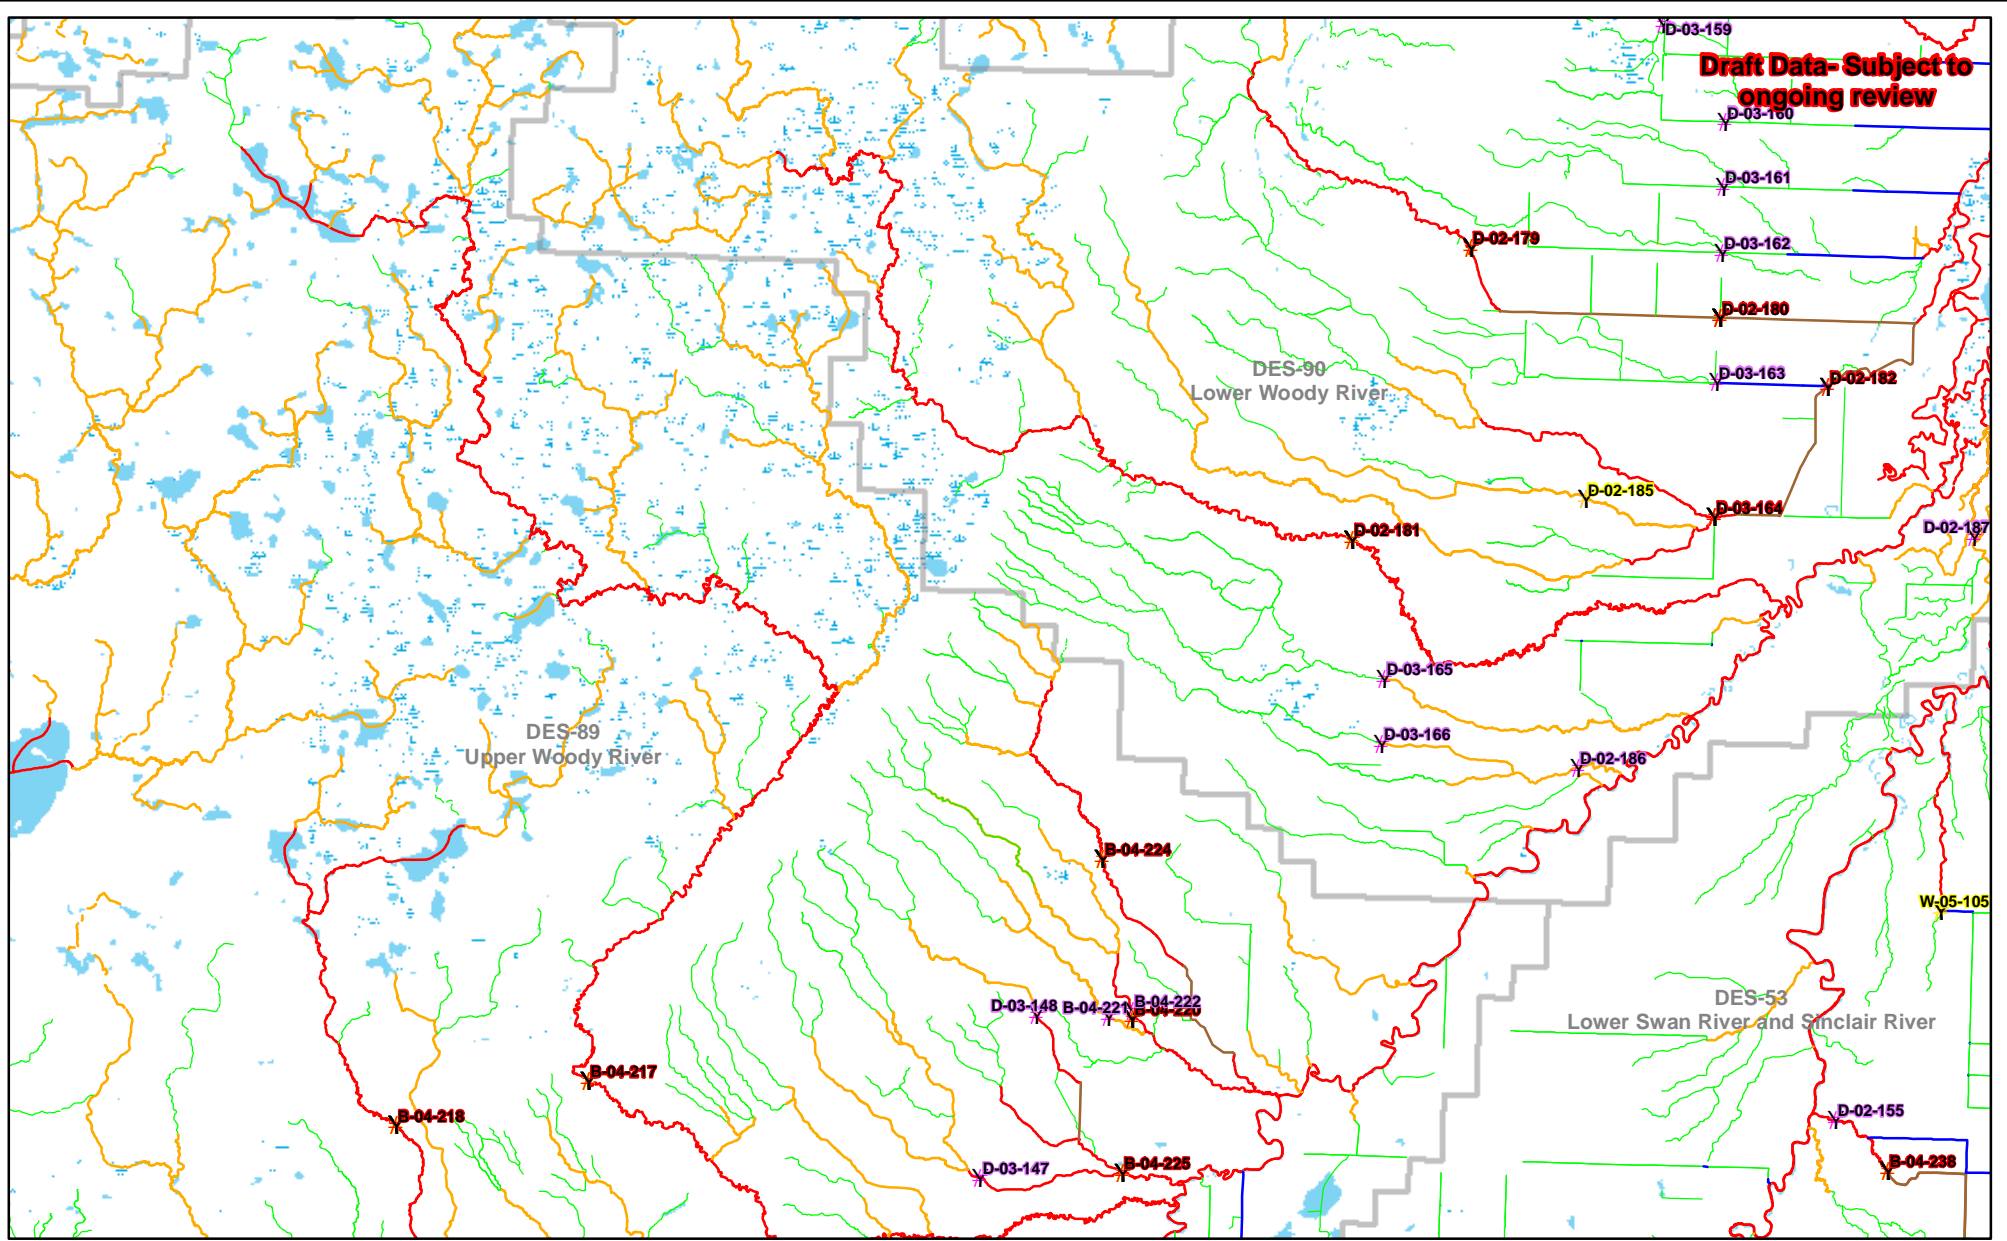 D-03-159
Draft Data- Subject to
ongoing review
D-03-160
D-03-161
D-02-179
D-03-162
D-02-180
DES-90
Lower Woody River
D-03-163
D-02-182
D-02-185
D-03-164
D-02-181
D-02-187
D-03-165
DES-89
Upper Woody River
D-03-166
D-02-186
B-04-224
W-05-105
D-03-148
B-04-221
B-04-222
DES-53
Lower Swan River and Sinclair River
B-04-217
B-04-218
D-02-155
D-03-147
B-04-225
B-04-238